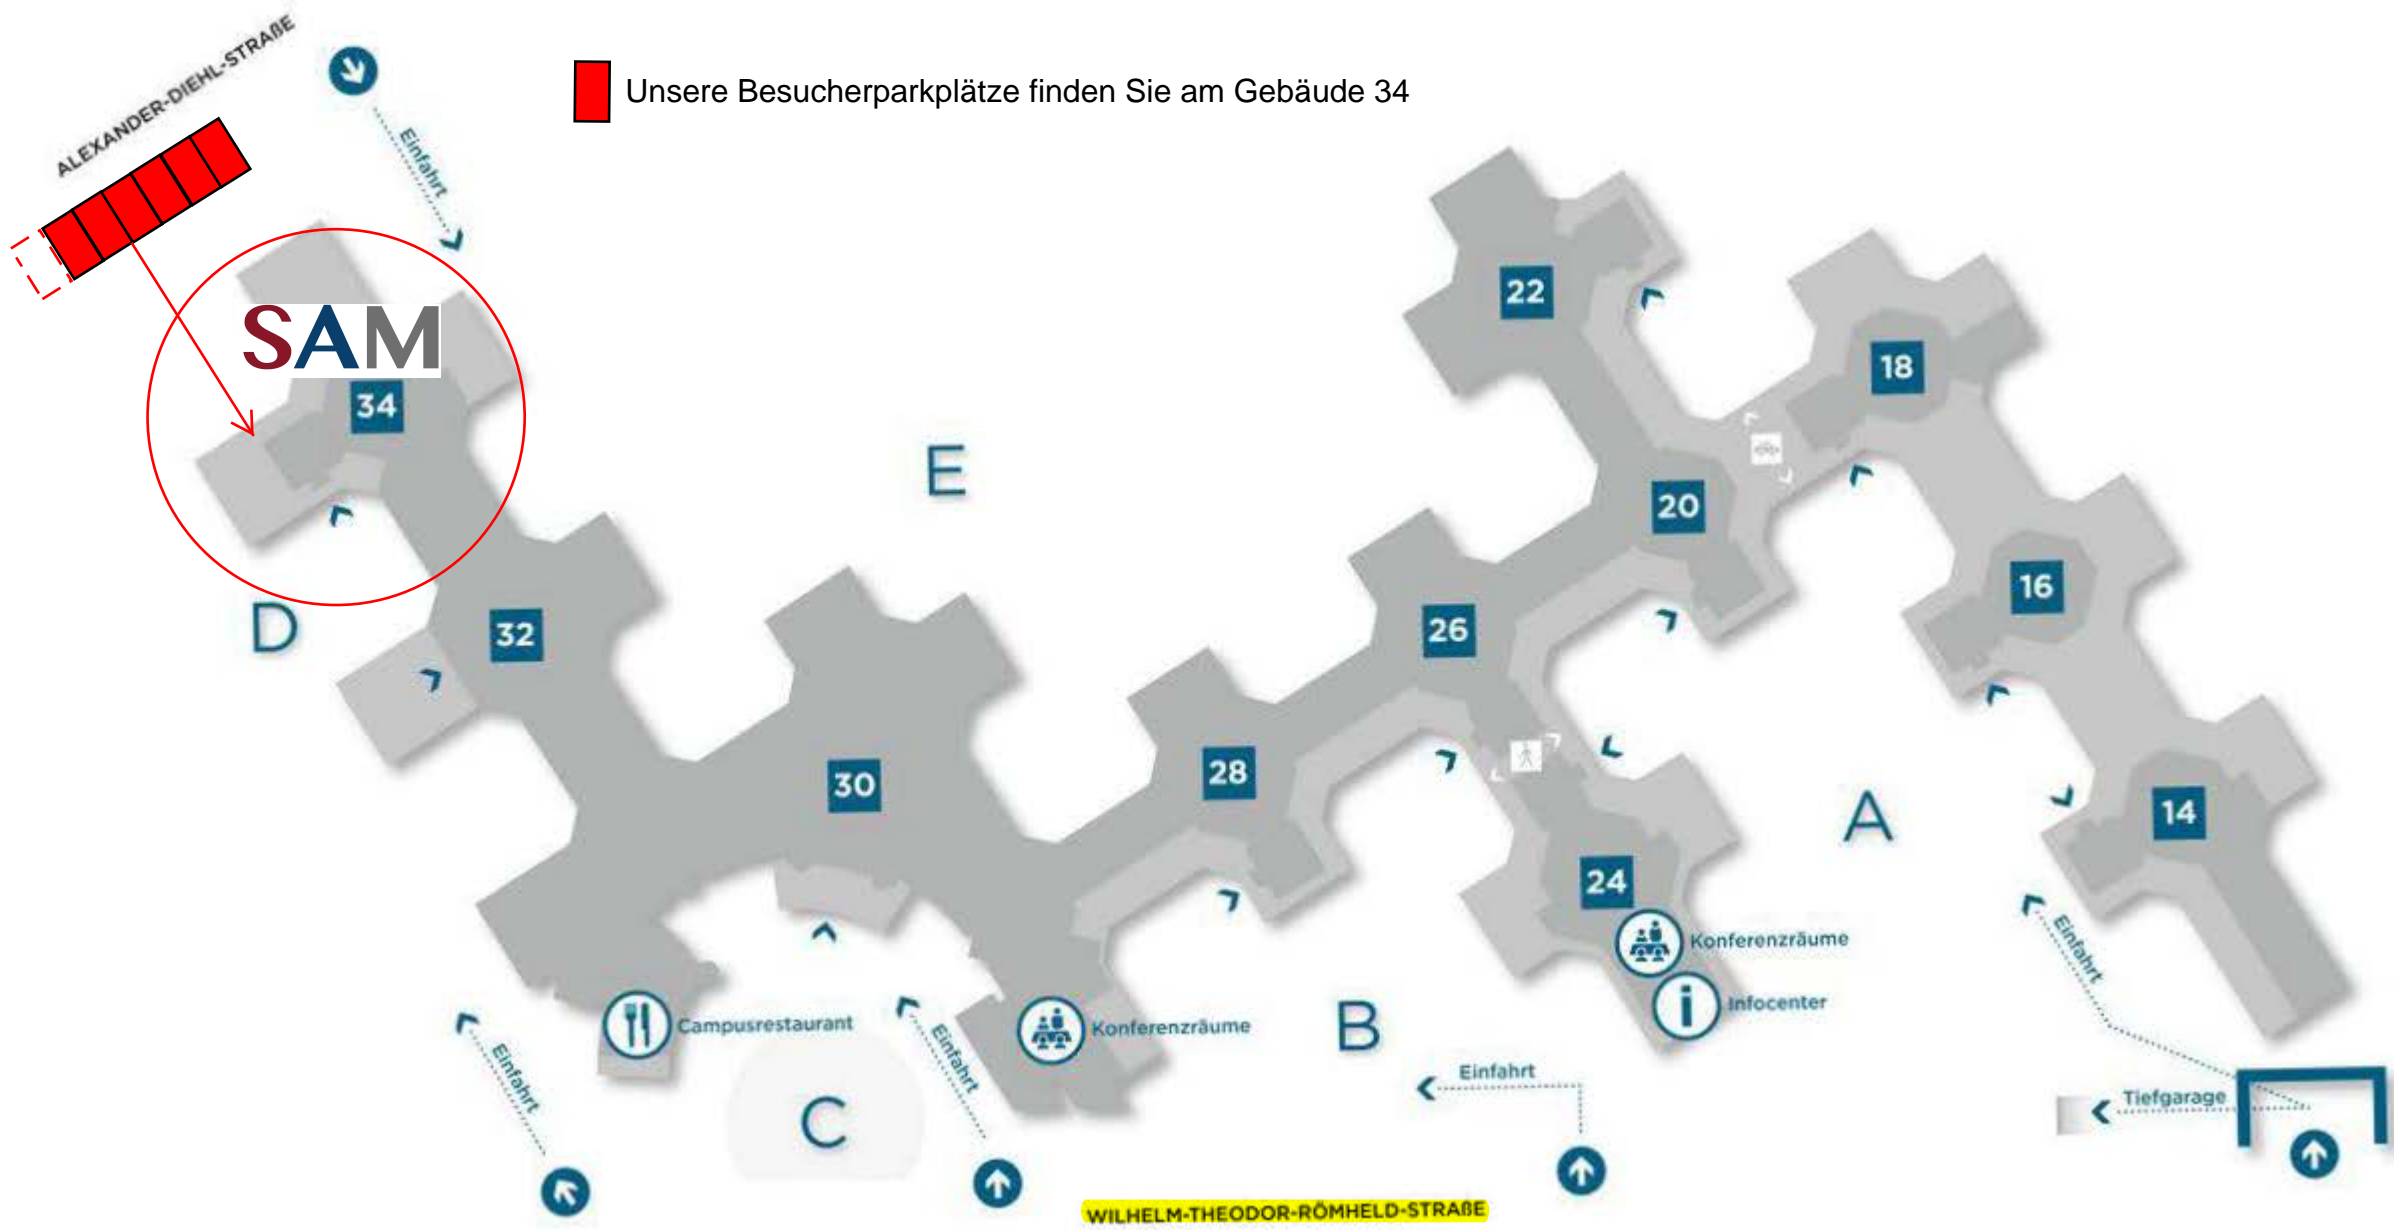 ALEXANDER-DIEHL-STRAßE
Einfahrt
Unsere Besucherparkplätze finden Sie am Gebäude 34
SAM
34
22
18
E
20
16
D
32
26
30
28
14
A
24
Konferenzräume
Infocenter
Einfahrt
Campusrestaurant
Konferenzräume
B
Einfahrt
Einfahrt
Einfahrt
C
Tiefgarage
WILHELM-THEODOR-RÖMHELD-STRAßE